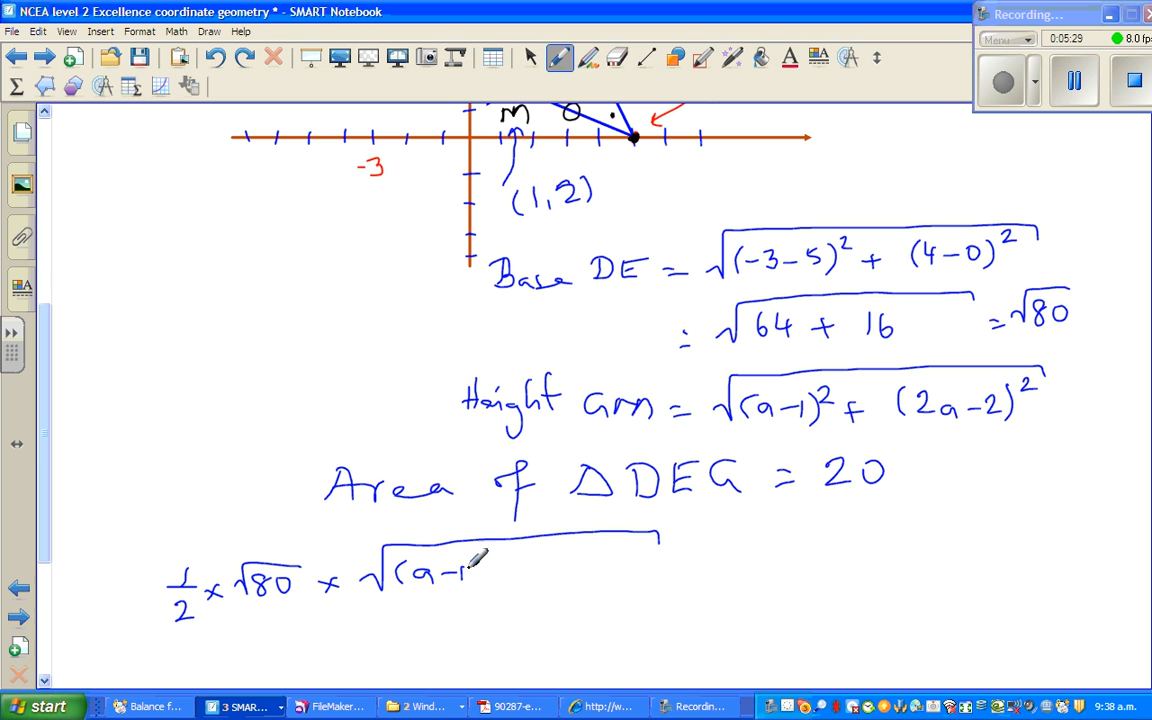 NCEA level 2 Excellence coordinate geometry * - SMART Notebook
Recording...
File Edit View Insert Format Math Draw Help
Menu
0:05:29
8.0 fp
m
-3
(1,2)
Base DE = √(-3-5)² + (4-0)²
= √64 + 16 = √80
Height Gm = √(a-1)² + (2a-2)²
Area of △DEG = 20
1/2 × √80 × √(a-1
start
Balance f...
3 SMAR...
FileMaker...
2 Wind...
90287-e...
http://w...
Recordin...
9:38 a.m.